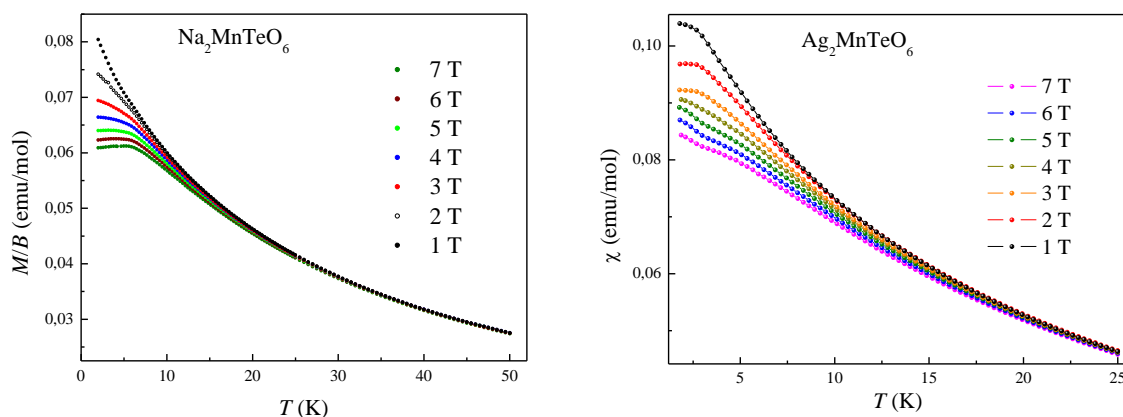 Na₂MnTeO₆
7 T
6 T
5 T
4 T
3 T
2 T
1 T
M/B (emu/mol)
0,08
0,07
0,06
0,05
0,04
0,03
0
10
20
30
40
50
T (K)
Ag₂MnTeO₆
7 T
6 T
5 T
4 T
3 T
2 T
1 T
χ (emu/mol)
0,10
0,08
0,06
5
10
15
20
25
T (K)